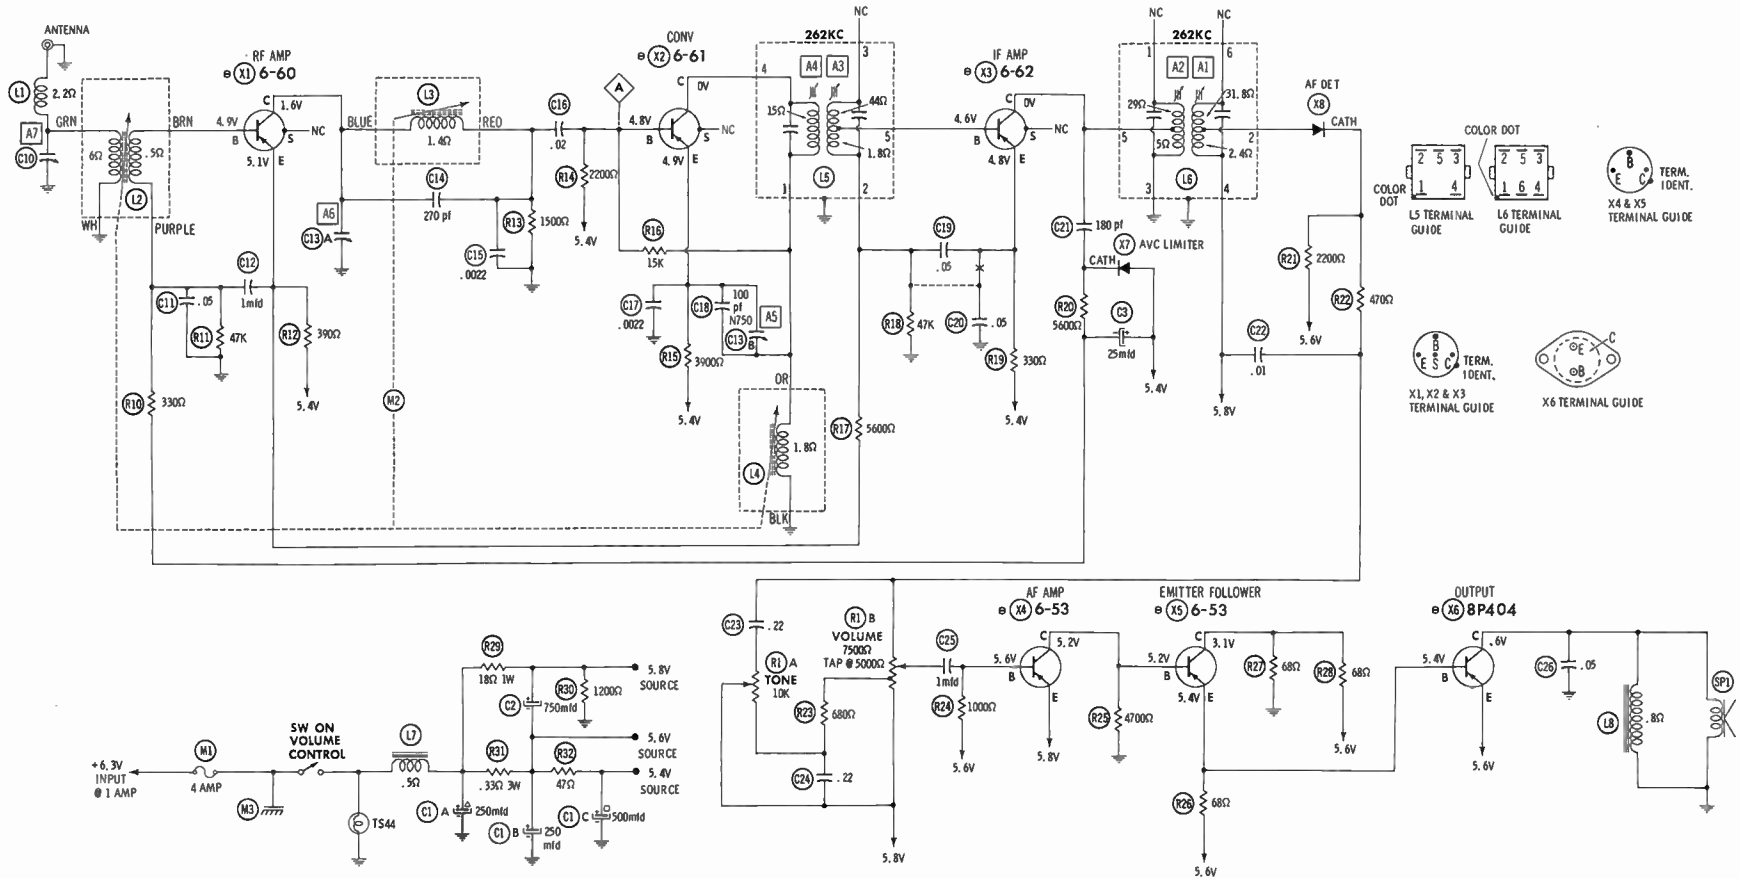 ANTENNA
L1
2.2Ω
GRN
A7
C10
6Ω
.5Ω
BRN
L2
WH
PURPLE
RF AMP
⊖ X1 6-60
C
1.6V
4.9V
B
S
NC
5.1V
E
C12
1mfd
C11
.05
R11
47K
R12
390Ω
5.4V
R10
330Ω
BLUE
L3
RED
1.4Ω
C14
270 pf
A6
C13 A
C15
.0022
R13
1500Ω
C16
.02
R14
2200Ω
5.4V
A
CONV
⊖ X2 6-61
C
0V
4.8V
B
S
NC
4.9V
E
R16
15K
C17
.0022
C18
100
pf
N750
A5
C13
B
R15
3900Ω
5.4V
M2
262KC
NC
3
4
A4
A3
15Ω
44Ω
5
1.8Ω
L5
1
2
OR
L4
1.8Ω
BLK
R17
5600Ω
C19
.05
R18
47K
C20
.05
IF AMP
⊖ X3 6-62
C
0V
4.6V
B
S
NC
4.8V
E
R19
330Ω
5.4V
C21
180 pf
X7 AVC LIMITER
CATH
R20
5600Ω
C3
25mfd
5.4V
262KC
NC
NC
1
6
A2
A1
29Ω
31.8Ω
5
5Ω
2
2.4Ω
L6
3
4
5.8V
AF DET
X8
CATH
R21
2200Ω
5.6V
R22
470Ω
C22
.01
COLOR DOT
2 5 3
1 4
COLOR
DOT
L5 TERMINAL
GUIDE
2 5 3
1 6 4
L6 TERMINAL
GUIDE
B
E C
TERM.
IDENT.
X4 & X5
TERMINAL GUIDE
B
E S C
TERM.
IDENT.
X1, X2 & X3
TERMINAL GUIDE
E
C
B
X6 TERMINAL GUIDE
+6.3V
INPUT
@ 1 AMP
M1
4 AMP
M3
SW ON
VOLUME
CONTROL
TS44
L7
.5Ω
R29
18Ω 1W
C2
750mfd
R30
1200Ω
5.8V
SOURCE
5.6V
SOURCE
R31
.33Ω 3W
R32
47Ω
5.4V
SOURCE
C1 A
250mfd
C1 B
250
mfd
C1 C
500mfd
C23
.22
R1 A
TONE
10K
R1 B
VOLUME
7500Ω
TAP @ 5000Ω
R23
680Ω
C24
.22
5.8V
C25
1mfd
R24
1000Ω
5.6V
AF AMP
⊖ X4 6-53
C
5.2V
5.6V
B
E
5.8V
R25
4700Ω
EMITTER FOLLOWER
⊖ X5 6-53
C
3.1V
5.2V
B
5.4V
E
R26
68Ω
5.6V
R27
68Ω
R28
68Ω
5.6V
OUTPUT
⊖ X6 8P404
C
.6V
5.4V
B
E
5.6V
C26
.05
L8
.8Ω
SP1